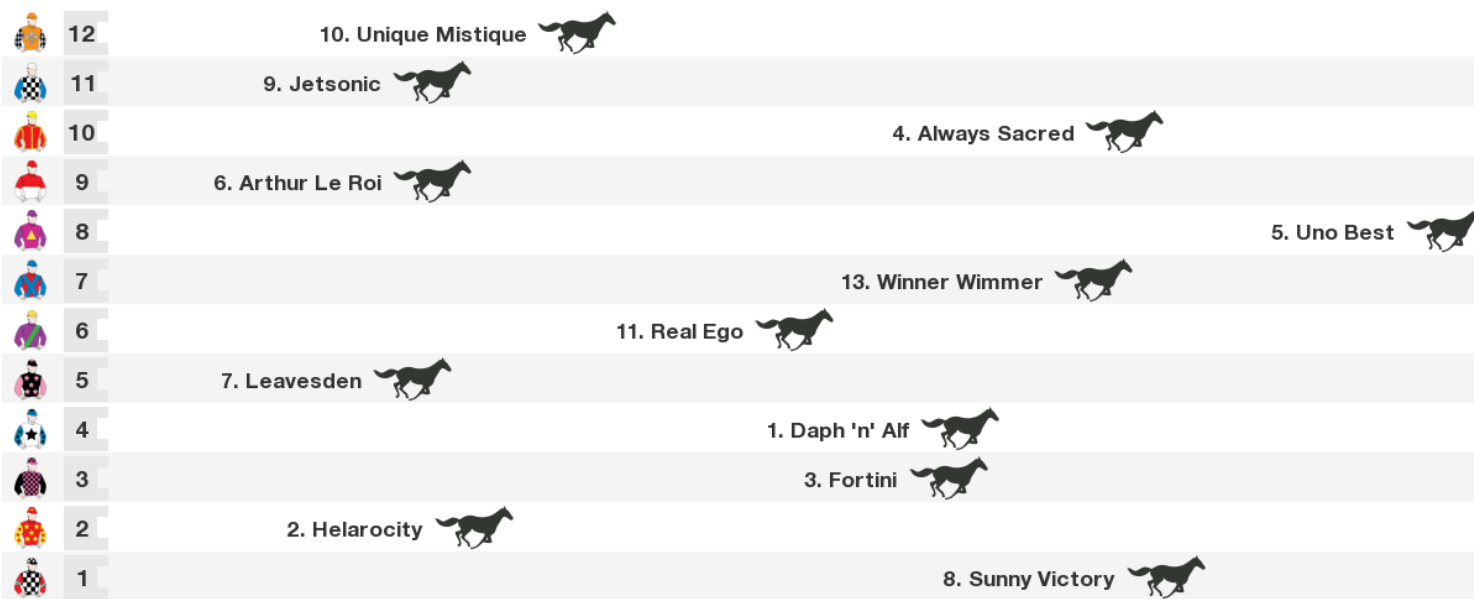 12 10. Unique Mistique
11 9. Jetsonic
10 4. Always Sacred
9 6. Arthur Le Roi
8 5. Uno Best
7 13. Winner Wimmer
6 11. Real Ego
5 7. Leavesden
4 1. Daph 'n' Alf
3 3. Fortini
2 2. Helarocity
1 8. Sunny Victory